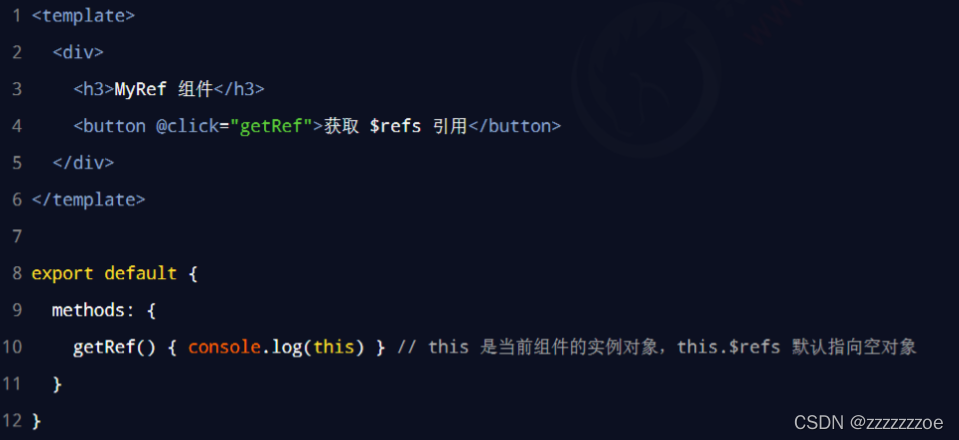 1 <template>
2   <div>
3     <h3>MyRef 组件</h3>
4     <button @click="getRef">获取 $refs 引用</button>
5   </div>
6 </template>
7
8 export default {
9   methods: {
10     getRef() { console.log(this) } // this 是当前组件的实例对象，this.$refs 默认指向空对象
11   }
12 }
CSDN @zzzzzzzoe